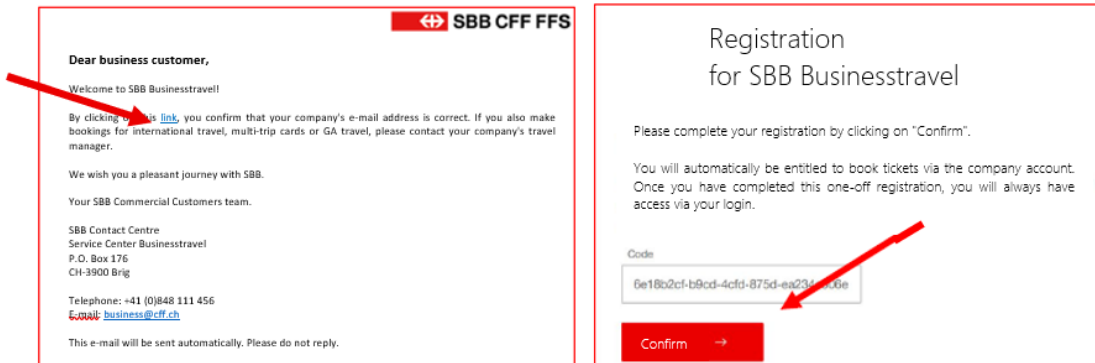 SBB CFF FFS
Dear business customer,
Welcome to SBB Businesstravel!
By clicking this link, you confirm that your company's e-mail address is correct. If you also make
bookings for international travel, multi-trip cards or GA travel, please contact your company's travel
manager.
We wish you a pleasant journey with SBB.
Your SBB Commercial Customers team.
SBB Contact Centre
Service Center Businesstravel
P.O. Box 176
CH-3900 Brig
Telephone: +41 (0)848 111 456
E-mail: business@cff.ch
This e-mail will be sent automatically. Please do not reply.
Registration
for SBB Businesstravel
Please complete your registration by clicking on "Confirm".
You will automatically be entitled to book tickets via the company account.
Once you have completed this one-off registration, you will always have
access via your login.
Code
Confirm →